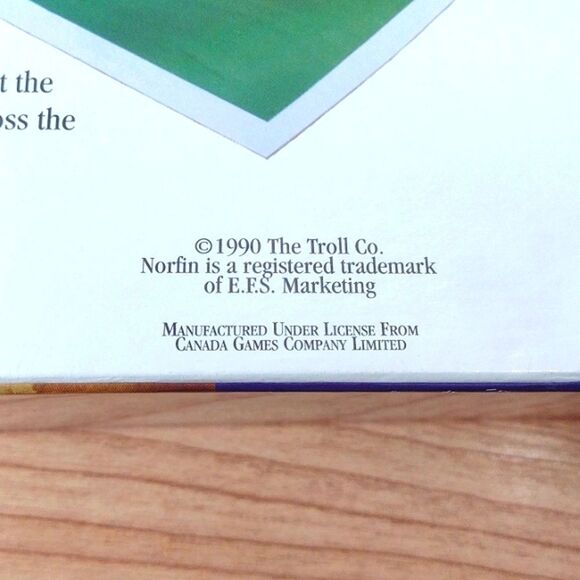 t the
oss the
©1990 The Troll Co.
Norfin is a registered trademark
of E.F.S. Marketing
MANUFACTURED UNDER LICENSE FROM
CANADA GAMES COMPANY LIMITED